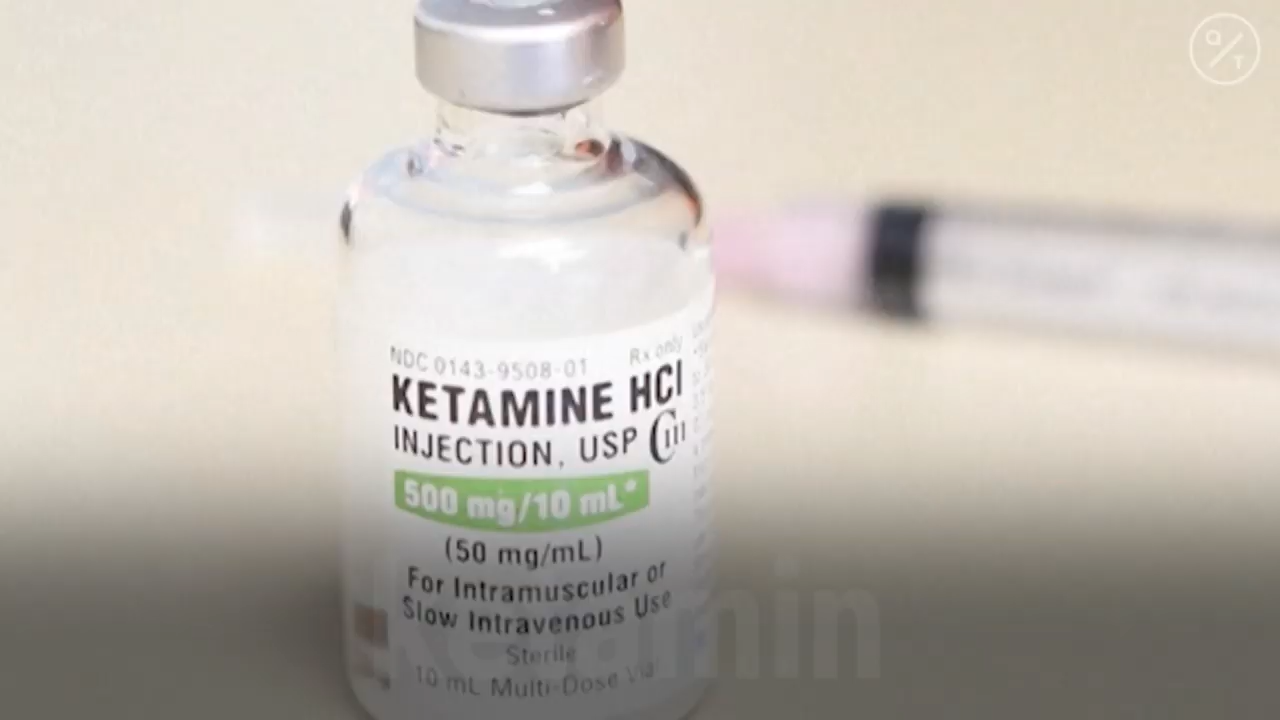 Q
T
NDC 0143-9508-01 Rx only
KETAMINE HCl
INJECTION, USP CIII
500 mg/10 mL*
(50 mg/mL)
For Intramuscular or
Slow Intravenous Use
Sterile
10 mL Multi-Dose Vial
Ketamin